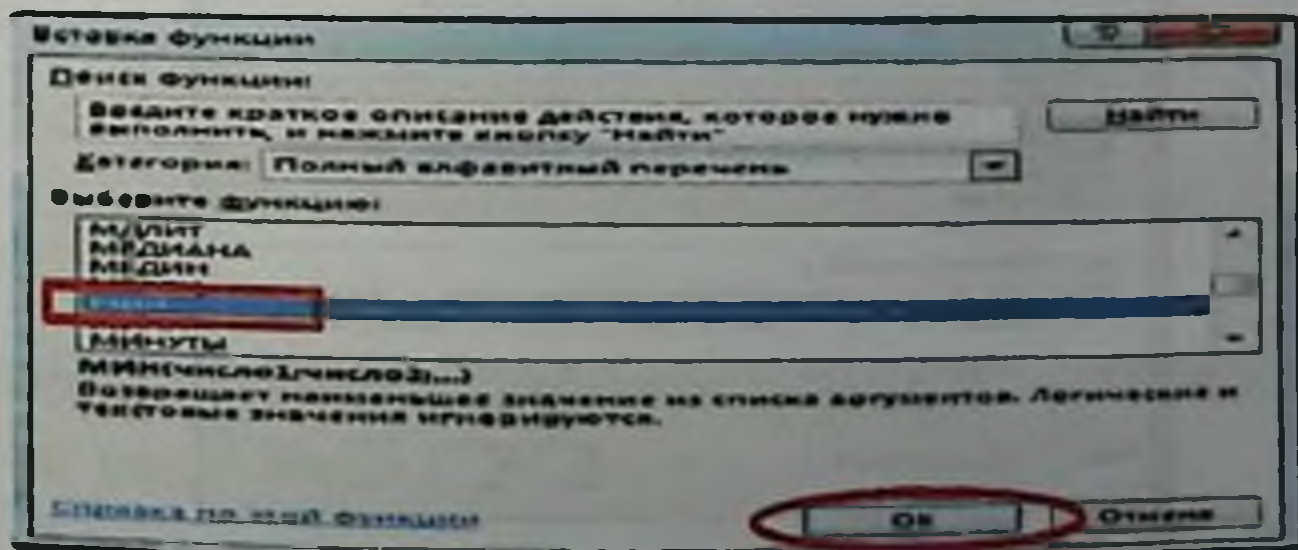 Вставка функции
Поиск функции:
Введите краткое описание действия, которое нужно
выполнить, и нажмите кнопку "Найти"
Найти
Категория: Полный алфавитный перечень
Выберите функцию:
МДЛИТ
МЕДИАНА
МЕДИН
МИНУТЫ
МИН(число1;число2;...)
Возвращает наименьшее значение из списка аргументов. Логические и
текстовые значения игнорируются.
Справка по этой функции
ОК
Отмена